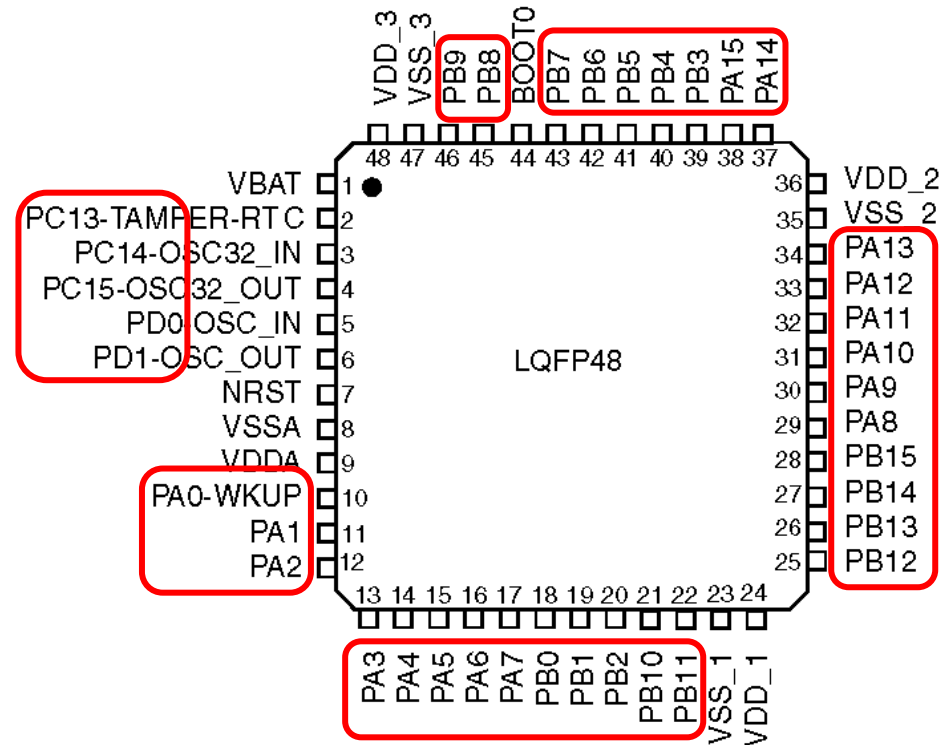 VDD_3
VSS_3
PB9
PB8
BOOT0
PB7
PB6
PB5
PB4
PB3
PA15
PA14
48 47 46 45 44 43 42 41 40 39 38 37
VBAT 1
PC13-TAMPER-RTC 2
PC14-OSC32_IN 3
PC15-OSC32_OUT 4
PD0-OSC_IN 5
PD1-OSC_OUT 6
NRST 7
VSSA 8
VDDA 9
PA0-WKUP 10
PA1 11
PA2 12
LQFP48
36 VDD_2
35 VSS_2
34 PA13
33 PA12
32 PA11
31 PA10
30 PA9
29 PA8
28 PB15
27 PB14
26 PB13
25 PB12
13 14 15 16 17 18 19 20 21 22 23 24
PA3
PA4
PA5
PA6
PA7
PB0
PB1
PB2
PB10
PB11
VSS_1
VDD_1